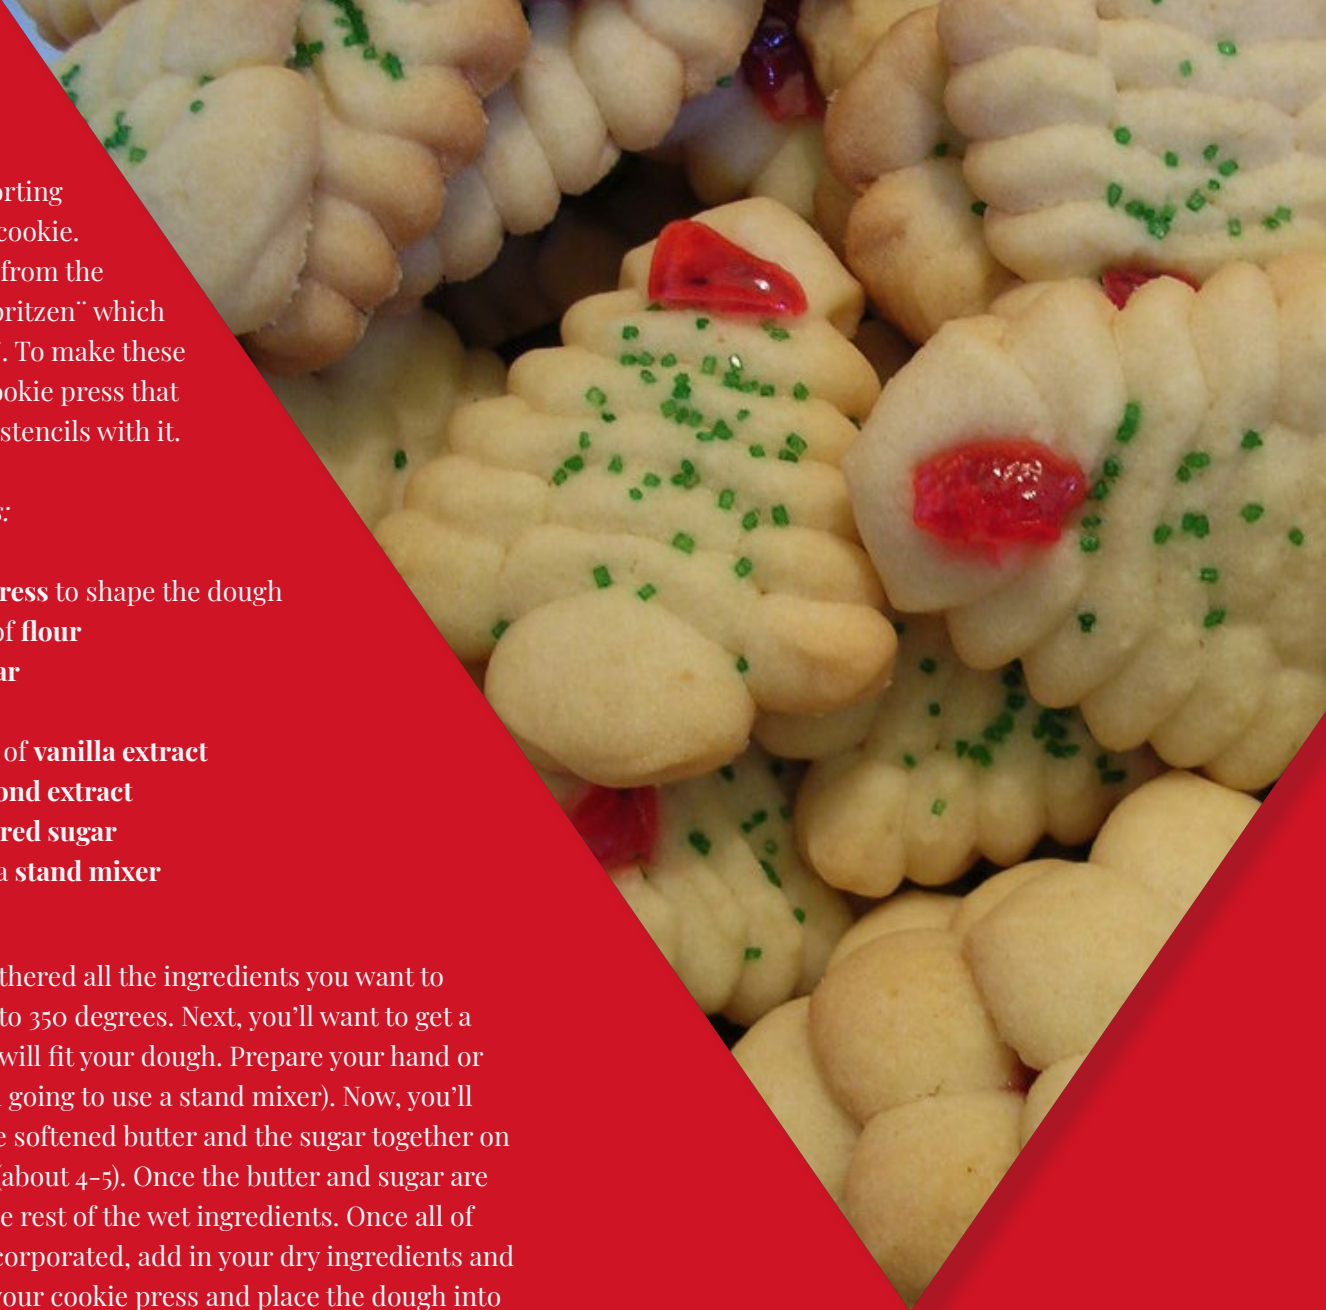 orting
cookie.
from the
pritzen¨ which
. To make these
ookie press that
stencils with it.
s:
ress to shape the dough
of flour
ar
of vanilla extract
ond extract
red sugar
a stand mixer
thered all the ingredients you want to
to 350 degrees. Next, you’ll want to get a
will fit your dough. Prepare your hand or
going to use a stand mixer). Now, you’ll
e softened butter and the sugar together on
(about 4-5). Once the butter and sugar are
e rest of the wet ingredients. Once all of
corporated, add in your dry ingredients and
your cookie press and place the dough into